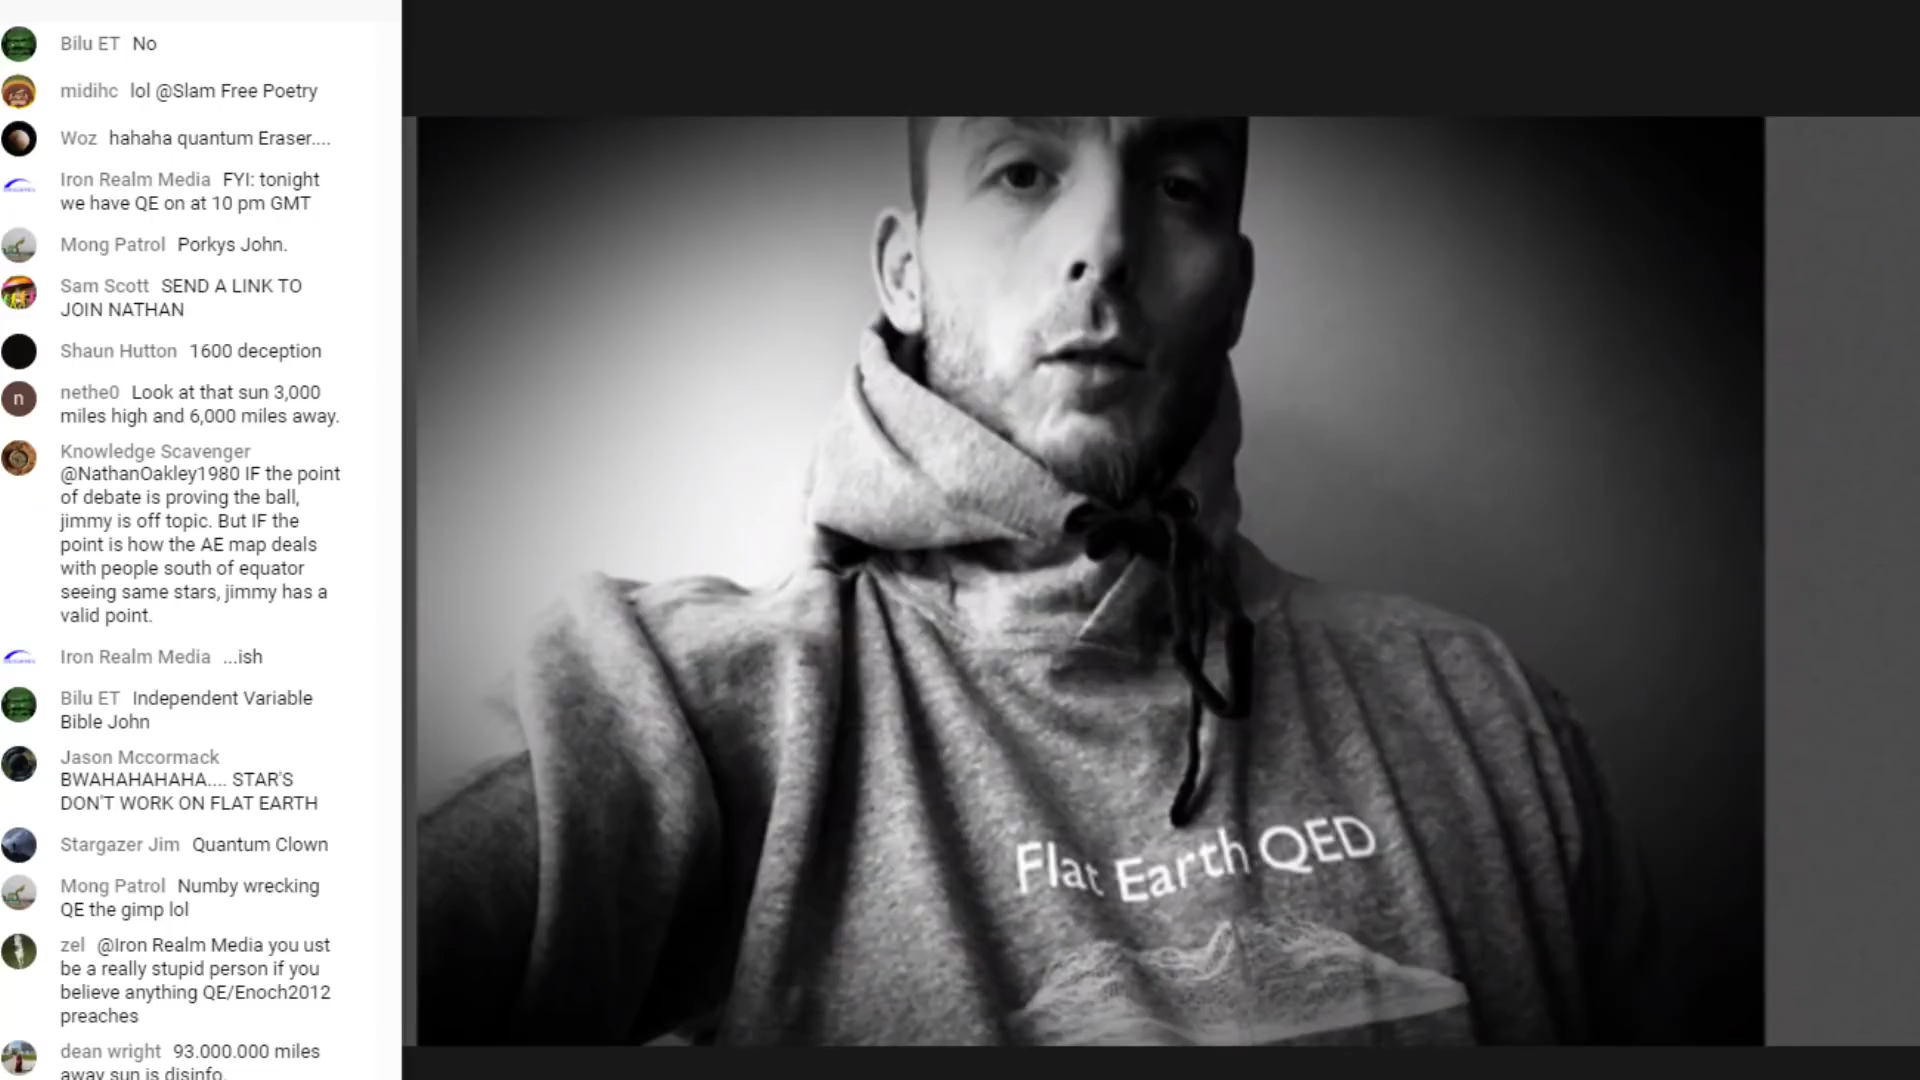 Bilu ET No
midihc lol @Slam Free Poetry
Woz hahaha quantum Eraser....
Iron Realm Media FYI: tonight
we have QE on at 10 pm GMT
Mong Patrol Porkys John.
Sam Scott SEND A LINK TO
JOIN NATHAN
Shaun Hutton 1600 deception
n
nethe0 Look at that sun 3,000
miles high and 6,000 miles away.
Knowledge Scavenger
@NathanOakley1980 IF the point
of debate is proving the ball,
jimmy is off topic. But IF the
point is how the AE map deals
with people south of equator
seeing same stars, jimmy has a
valid point.
Iron Realm Media ...ish
Bilu ET Independent Variable
Bible John
Jason Mccormack
BWAHAHAHAHA.... STAR'S
DON'T WORK ON FLAT EARTH
Stargazer Jim Quantum Clown
Mong Patrol Numby wrecking
QE the gimp lol
zel @Iron Realm Media you ust
be a really stupid person if you
believe anything QE/Enoch2012
preaches
dean wright 93.000.000 miles
away sun is disinfo.
Flat Earth QED